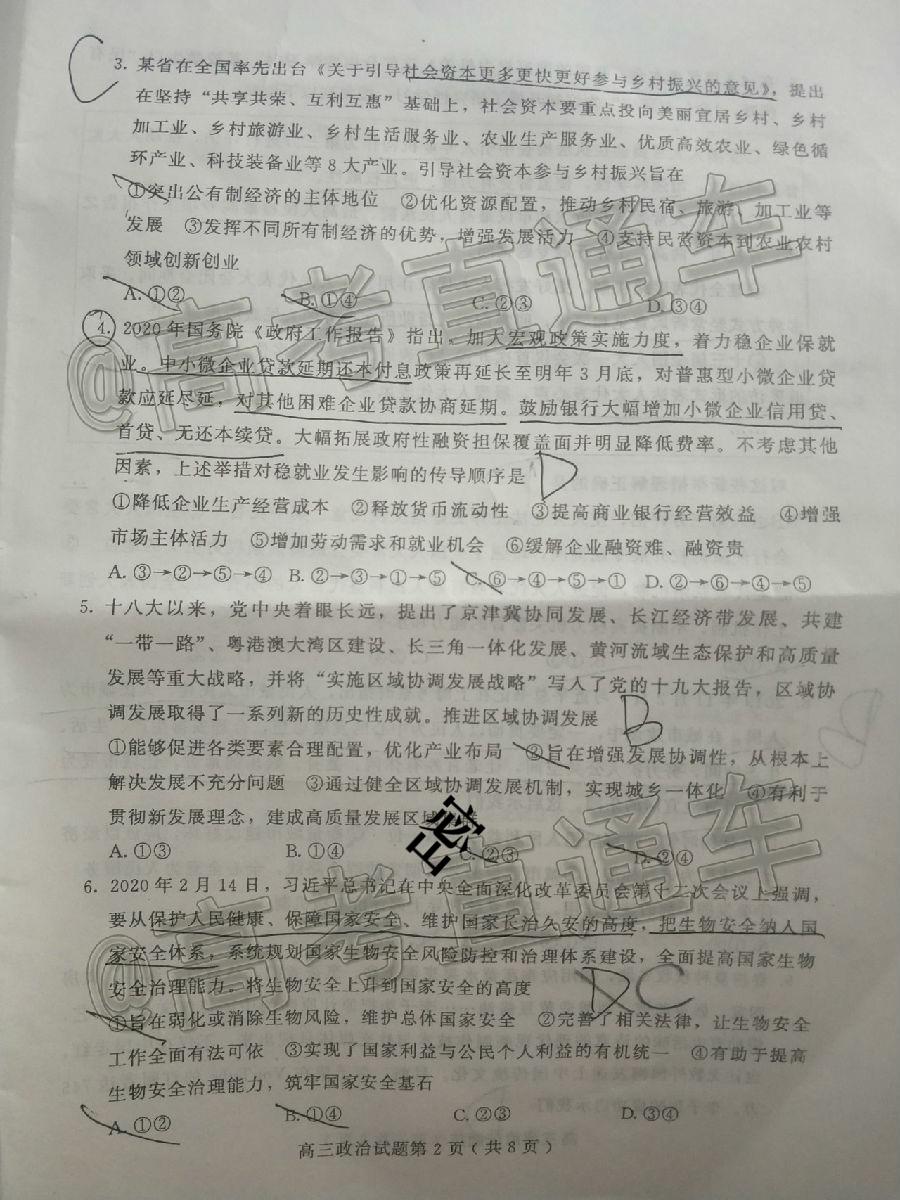 C
3. 某省在全国率先出台《关于引导社会资本更多更快更好参与乡村振兴的意见》，提出
在坚持“共享共荣、互利互惠”基础上，社会资本要重点投向美丽宜居乡村、乡村
加工业、乡村旅游业、乡村生活服务业、农业生产服务业、优质高效农业、绿色循
环产业、科技装备业等8大产业。引导社会资本参与乡村振兴旨在
①突出公有制经济的主体地位 ②优化资源配置，推动乡村民宿、旅游、加工业等
发展 ③发挥不同所有制经济的优势，增强发展活力 ④支持民营资本到农业农村
领域创新创业
A. ①② B. ①④ C. ②③ D. ③④
4. 2020年国务院《政府工作报告》指出，加大宏观政策实施力度，着力稳企业保就
业。中小微企业贷款延期还本付息政策再延长至明年3月底，对普惠型小微企业贷
款应延尽延，对其他困难企业贷款协商延期。鼓励银行大幅增加小微企业信用贷、
首贷、无还本续贷。大幅拓展政府性融资担保覆盖面并明显降低费率。不考虑其他
因素，上述举措对稳就业发生影响的传导顺序是 D
①降低企业生产经营成本 ②释放货币流动性 ③提高商业银行经营效益 ④增强
市场主体活力 ⑤增加劳动需求和就业机会 ⑥缓解企业融资难、融资贵
A. ③→②→⑤→④ B. ②→③→①→⑤ C. ⑥→④→⑤→① D. ②→⑥→④→⑤
5. 十八大以来，党中央着眼长远，提出了京津冀协同发展、长江经济带发展、共建
“一带一路”、粤港澳大湾区建设、长三角一体化发展、黄河流域生态保护和高质量
发展等重大战略，并将“实施区域协调发展战略”写入了党的十九大报告，区域协
调发展取得了一系列新的历史性成就。推进区域协调发展 B
①能够促进各类要素合理配置，优化产业布局 ②旨在增强发展协调性，从根本上
解决发展不充分问题 ③通过健全区域协调发展机制，实现城乡一体化 ④有利于
贯彻新发展理念，建成高质量发展区域集群
A. ①③ B. ①④ C. ②③ D. ②④
密
6. 2020年2月14日，习近平总书记在中央全面深化改革委员会第十二次会议上强调，
要从保护人民健康、保障国家安全、维护国家长治久安的高度，把生物安全纳入国
家安全体系，系统规划国家生物安全风险防控和治理体系建设，全面提高国家生物
安全治理能力。将生物安全上升到国家安全的高度 D C
①旨在弱化或消除生物风险，维护总体国家安全 ②完善了相关法律，让生物安全
工作全面有法可依 ③实现了国家利益与公民个人利益的有机统一 ④有助于提高
生物安全治理能力，筑牢国家安全基石
A. ①② B. ①④ C. ②③ D. ③④
高三政治试题第2页（共8页）
@高考直通车
@高考直通车